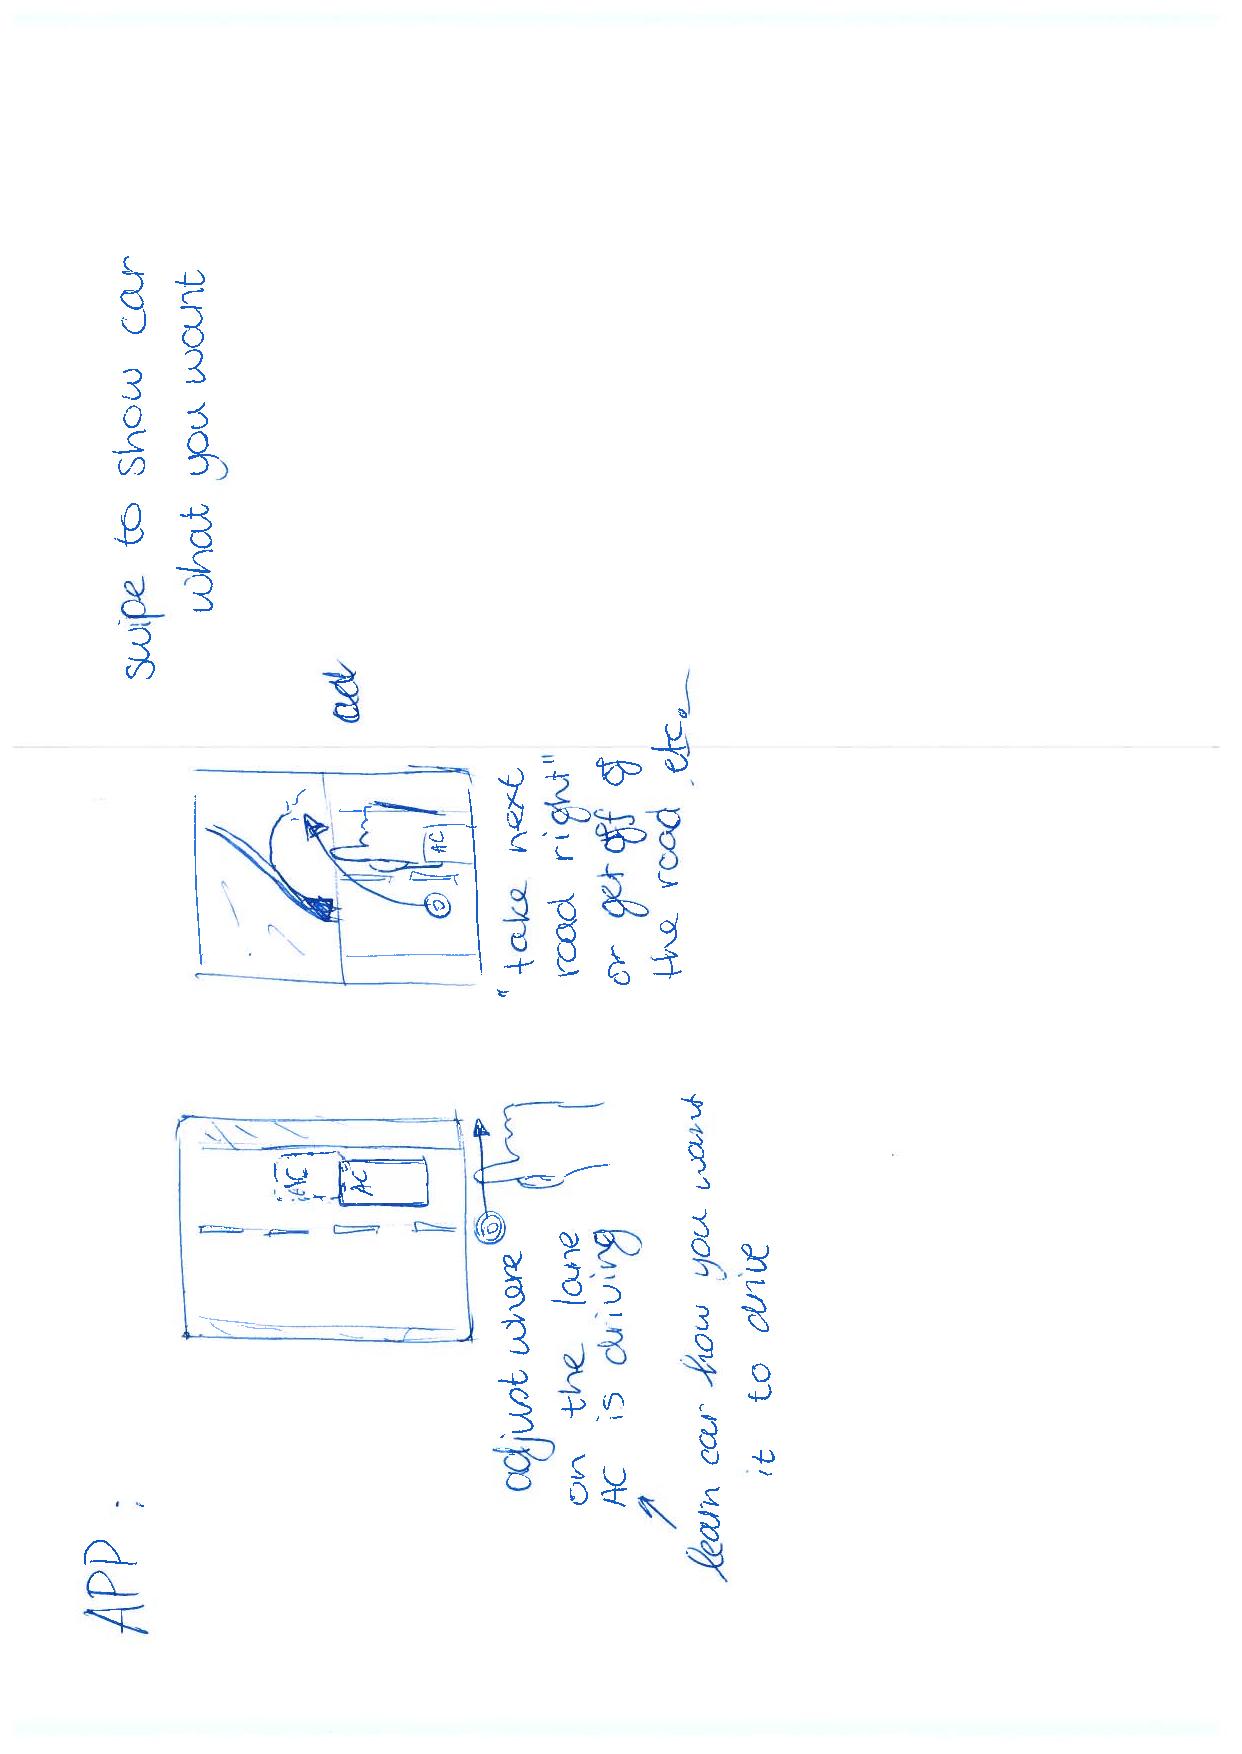 APP :
swipe to show car
what you want
AC
AC
AC
ad
adjust where
on the lane
AC is driving
learn car how you want
it to drive
"take next
road right"
or get off of
the road etc.